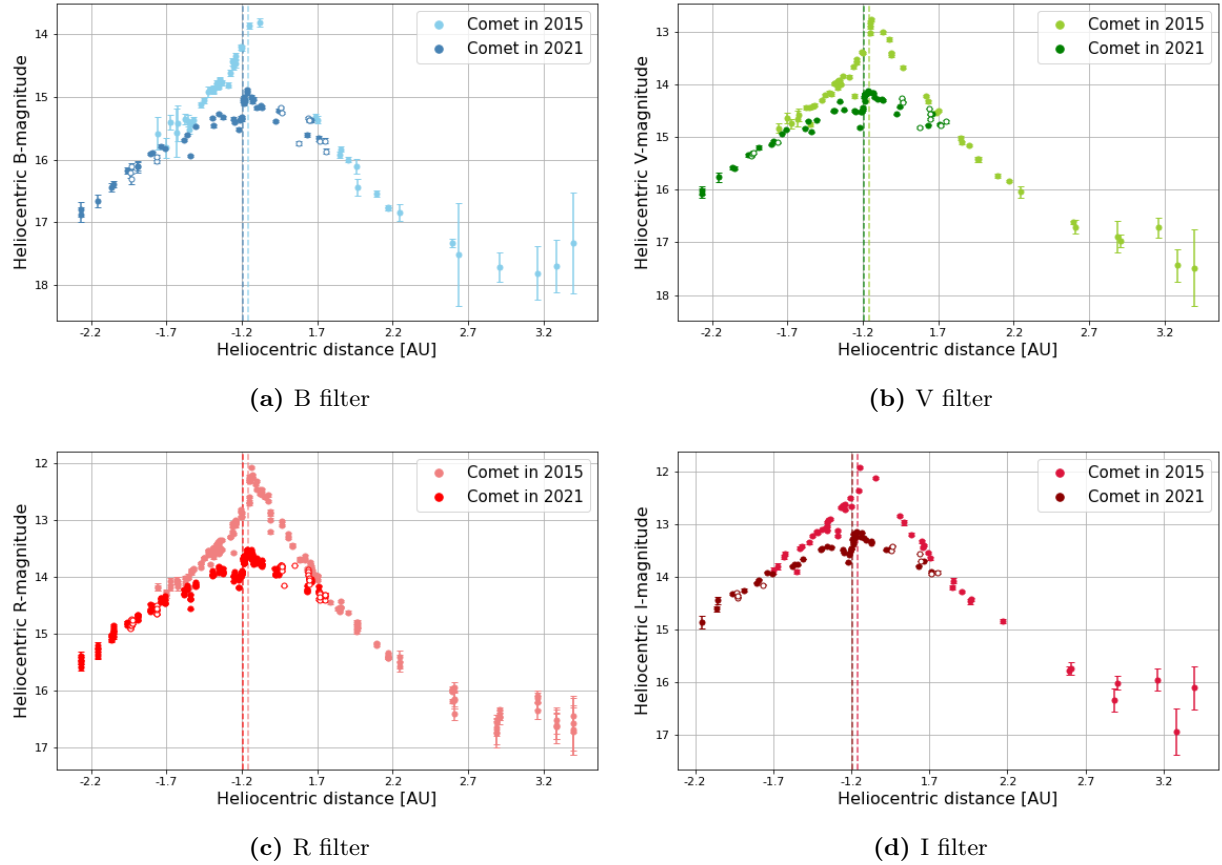 Comet in 2015
Comet in 2021
14
15
16
17
18
Heliocentric B-magnitude
-2.2 -1.7 -1.2 1.7 2.2 2.7 3.2
Heliocentric distance [AU]
(a) B filter
Comet in 2015
Comet in 2021
13
14
15
16
17
18
Heliocentric V-magnitude
-2.2 -1.7 -1.2 1.7 2.2 2.7 3.2
Heliocentric distance [AU]
(b) V filter
Comet in 2015
Comet in 2021
12
13
14
15
16
17
Heliocentric R-magnitude
-2.2 -1.7 -1.2 1.7 2.2 2.7 3.2
Heliocentric distance [AU]
(c) R filter
Comet in 2015
Comet in 2021
12
13
14
15
16
17
Heliocentric I-magnitude
-2.2 -1.7 -1.2 1.7 2.2 2.7 3.2
Heliocentric distance [AU]
(d) I filter